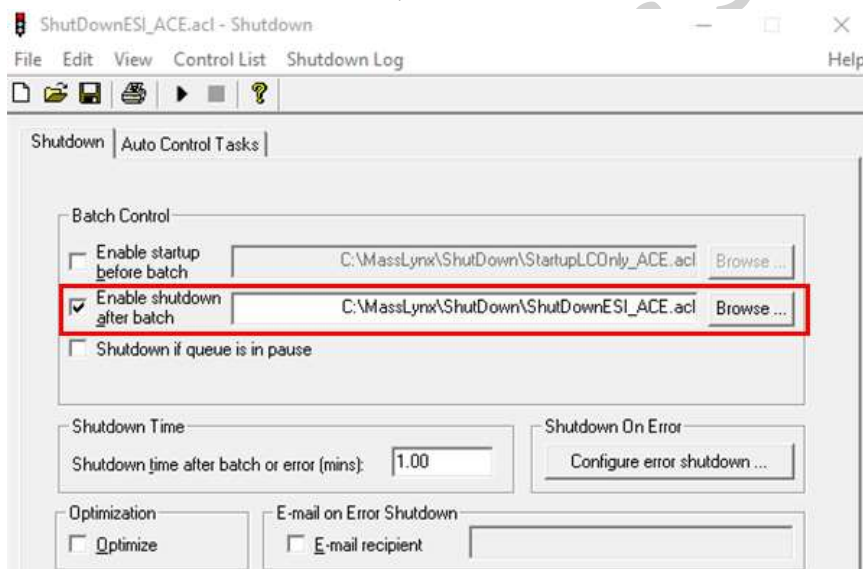 ShutDownESI_ACE.acl - Shutdown
File Edit View Control List Shutdown Log Help
Shutdown Auto Control Tasks
Batch Control
Enable startup before batch C:\MassLynx\ShutDown\StartupLCOnly_ACE.acl Browse ...
Enable shutdown after batch C:\MassLynx\ShutDown\ShutDownESI_ACE.acl Browse ...
Shutdown if queue is in pause
Shutdown Time Shutdown On Error
Shutdown time after batch or error (mins): 1.00 Configure error shutdown ...
Optimization E-mail on Error Shutdown
Optimize E-mail recipient